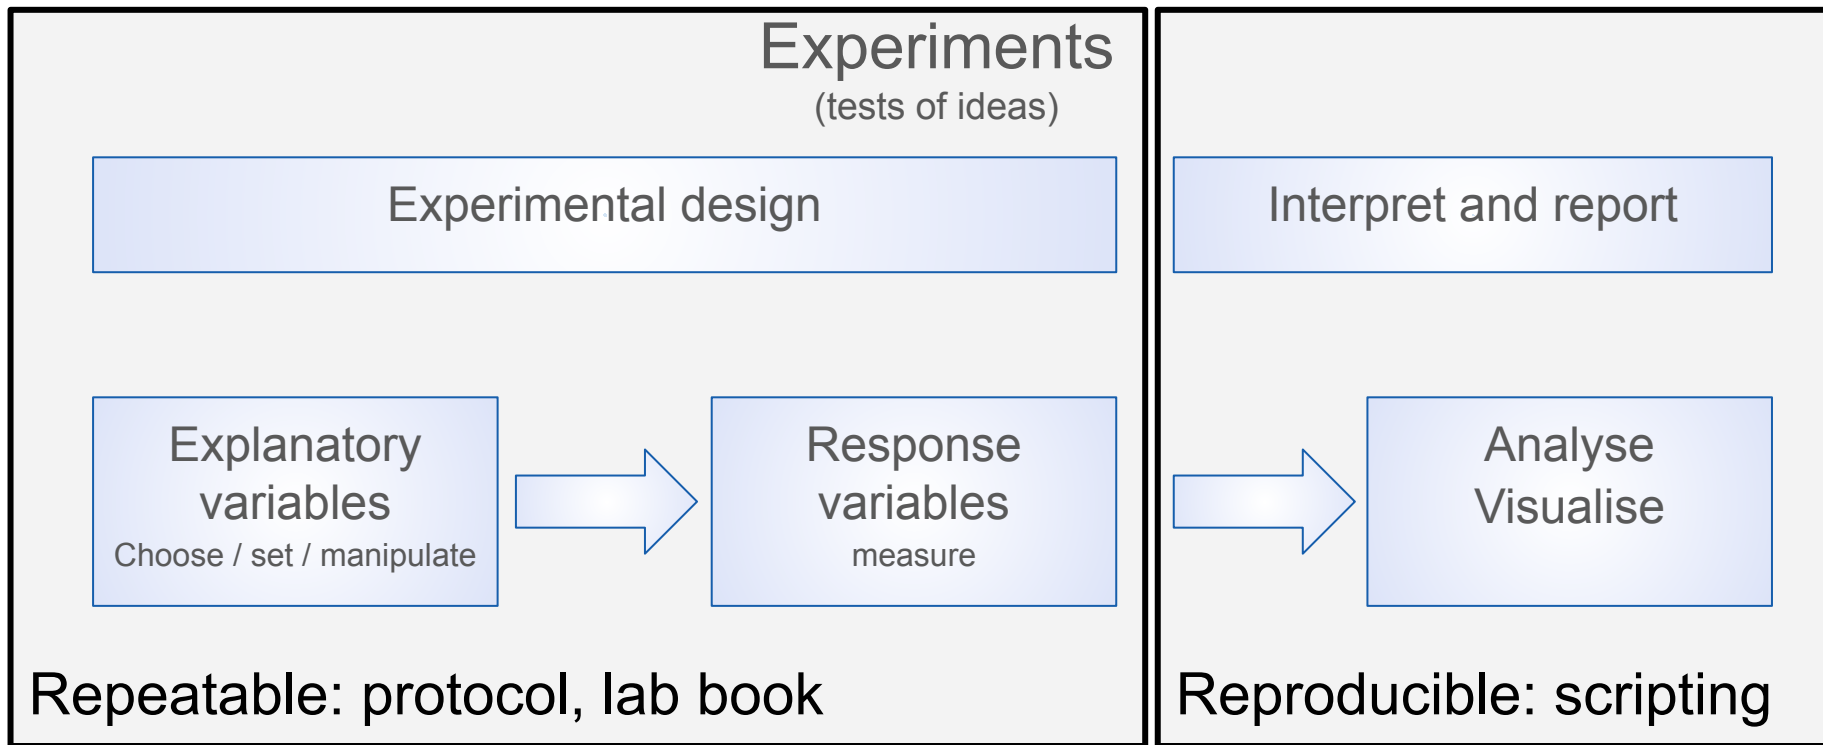 Experiments
(tests of ideas)
Experimental design
Interpret and report
Explanatory
variables
Choose / set / manipulate
Response
variables
measure
Analyse
Visualise
Repeatable: protocol, lab book
Reproducible: scripting